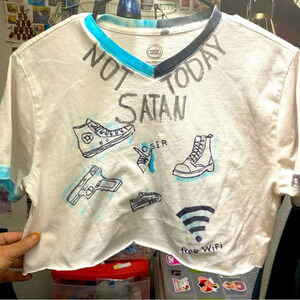 NOT TODAY
SATAN
LOSER
free WiFi